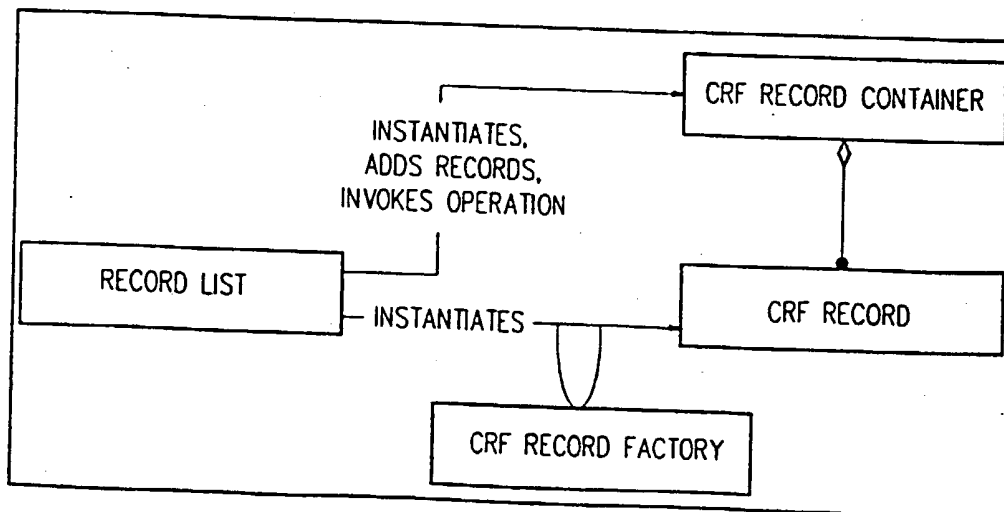 CRF RECORD CONTAINER
INSTANTIATES,
ADDS RECORDS,
INVOKES OPERATION
RECORD LIST
INSTANTIATES
CRF RECORD
CRF RECORD FACTORY